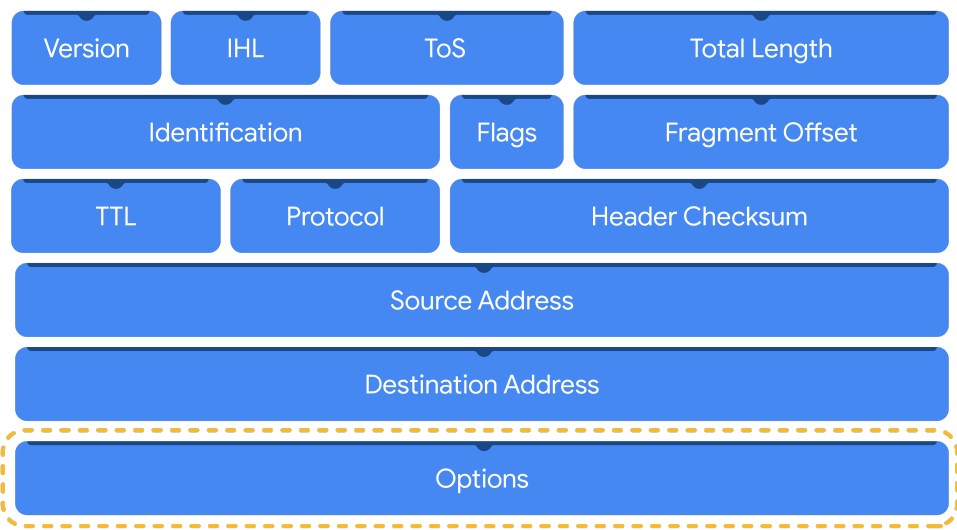 Version IHL ToS Total Length
Identification Flags Fragment Offset
TTL Protocol Header Checksum
Source Address
Destination Address
Options